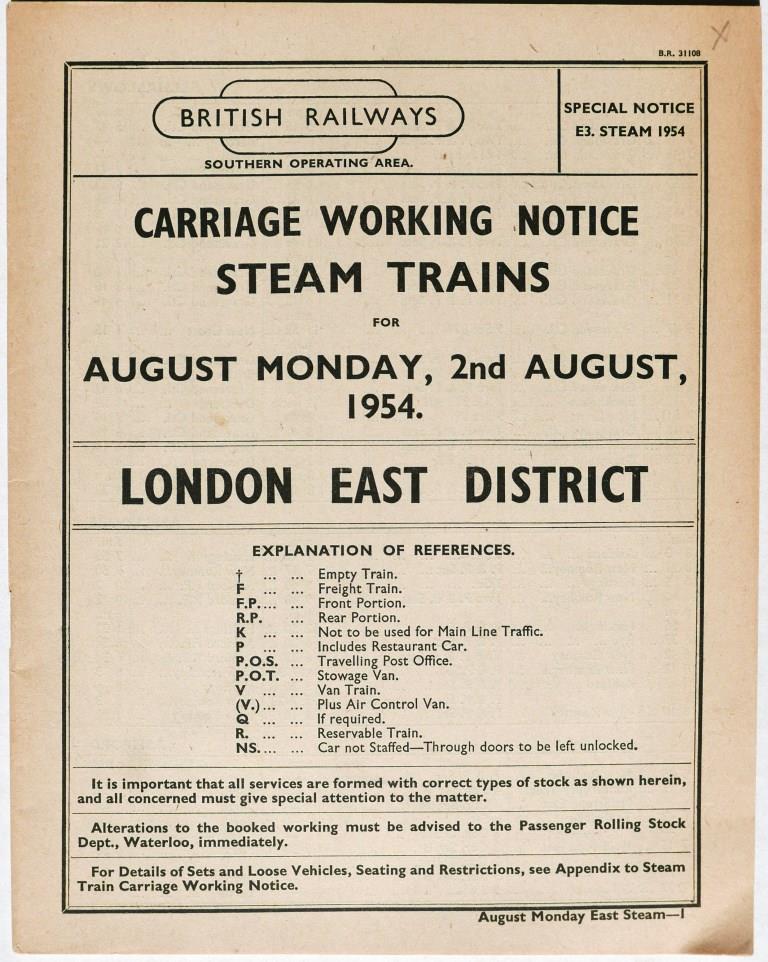 B.R. 31108
X
BRITISH RAILWAYS
SOUTHERN OPERATING AREA.
SPECIAL NOTICE
E3. STEAM 1954
CARRIAGE WORKING NOTICE
STEAM TRAINS
FOR
AUGUST MONDAY, 2nd AUGUST,
1954.
LONDON EAST DISTRICT
EXPLANATION OF REFERENCES.
† ... ... Empty Train.
F ... ... Freight Train.
F.P.... ... Front Portion.
R.P. ... Rear Portion.
K ... ... Not to be used for Main Line Traffic.
P ... ... Includes Restaurant Car.
P.O.S. ... Travelling Post Office.
P.O.T. ... Stowage Van.
V ... ... Van Train.
(V.)... ... Plus Air Control Van.
Q ... ... If required.
R. ... ... Reservable Train.
NS.... ... Car not Staffed—Through doors to be left unlocked.
It is important that all services are formed with correct types of stock as shown herein,
and all concerned must give special attention to the matter.
Alterations to the booked working must be advised to the Passenger Rolling Stock
Dept., Waterloo, immediately.
For Details of Sets and Loose Vehicles, Seating and Restrictions, see Appendix to Steam
Train Carriage Working Notice.
August Monday East Steam—1